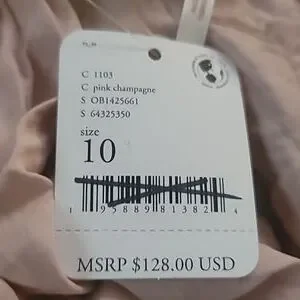 C 1103
C pink champagne
S OB1425661
S 64325350
size
10
1 95889 81382 4
MSRP $128.00 USD